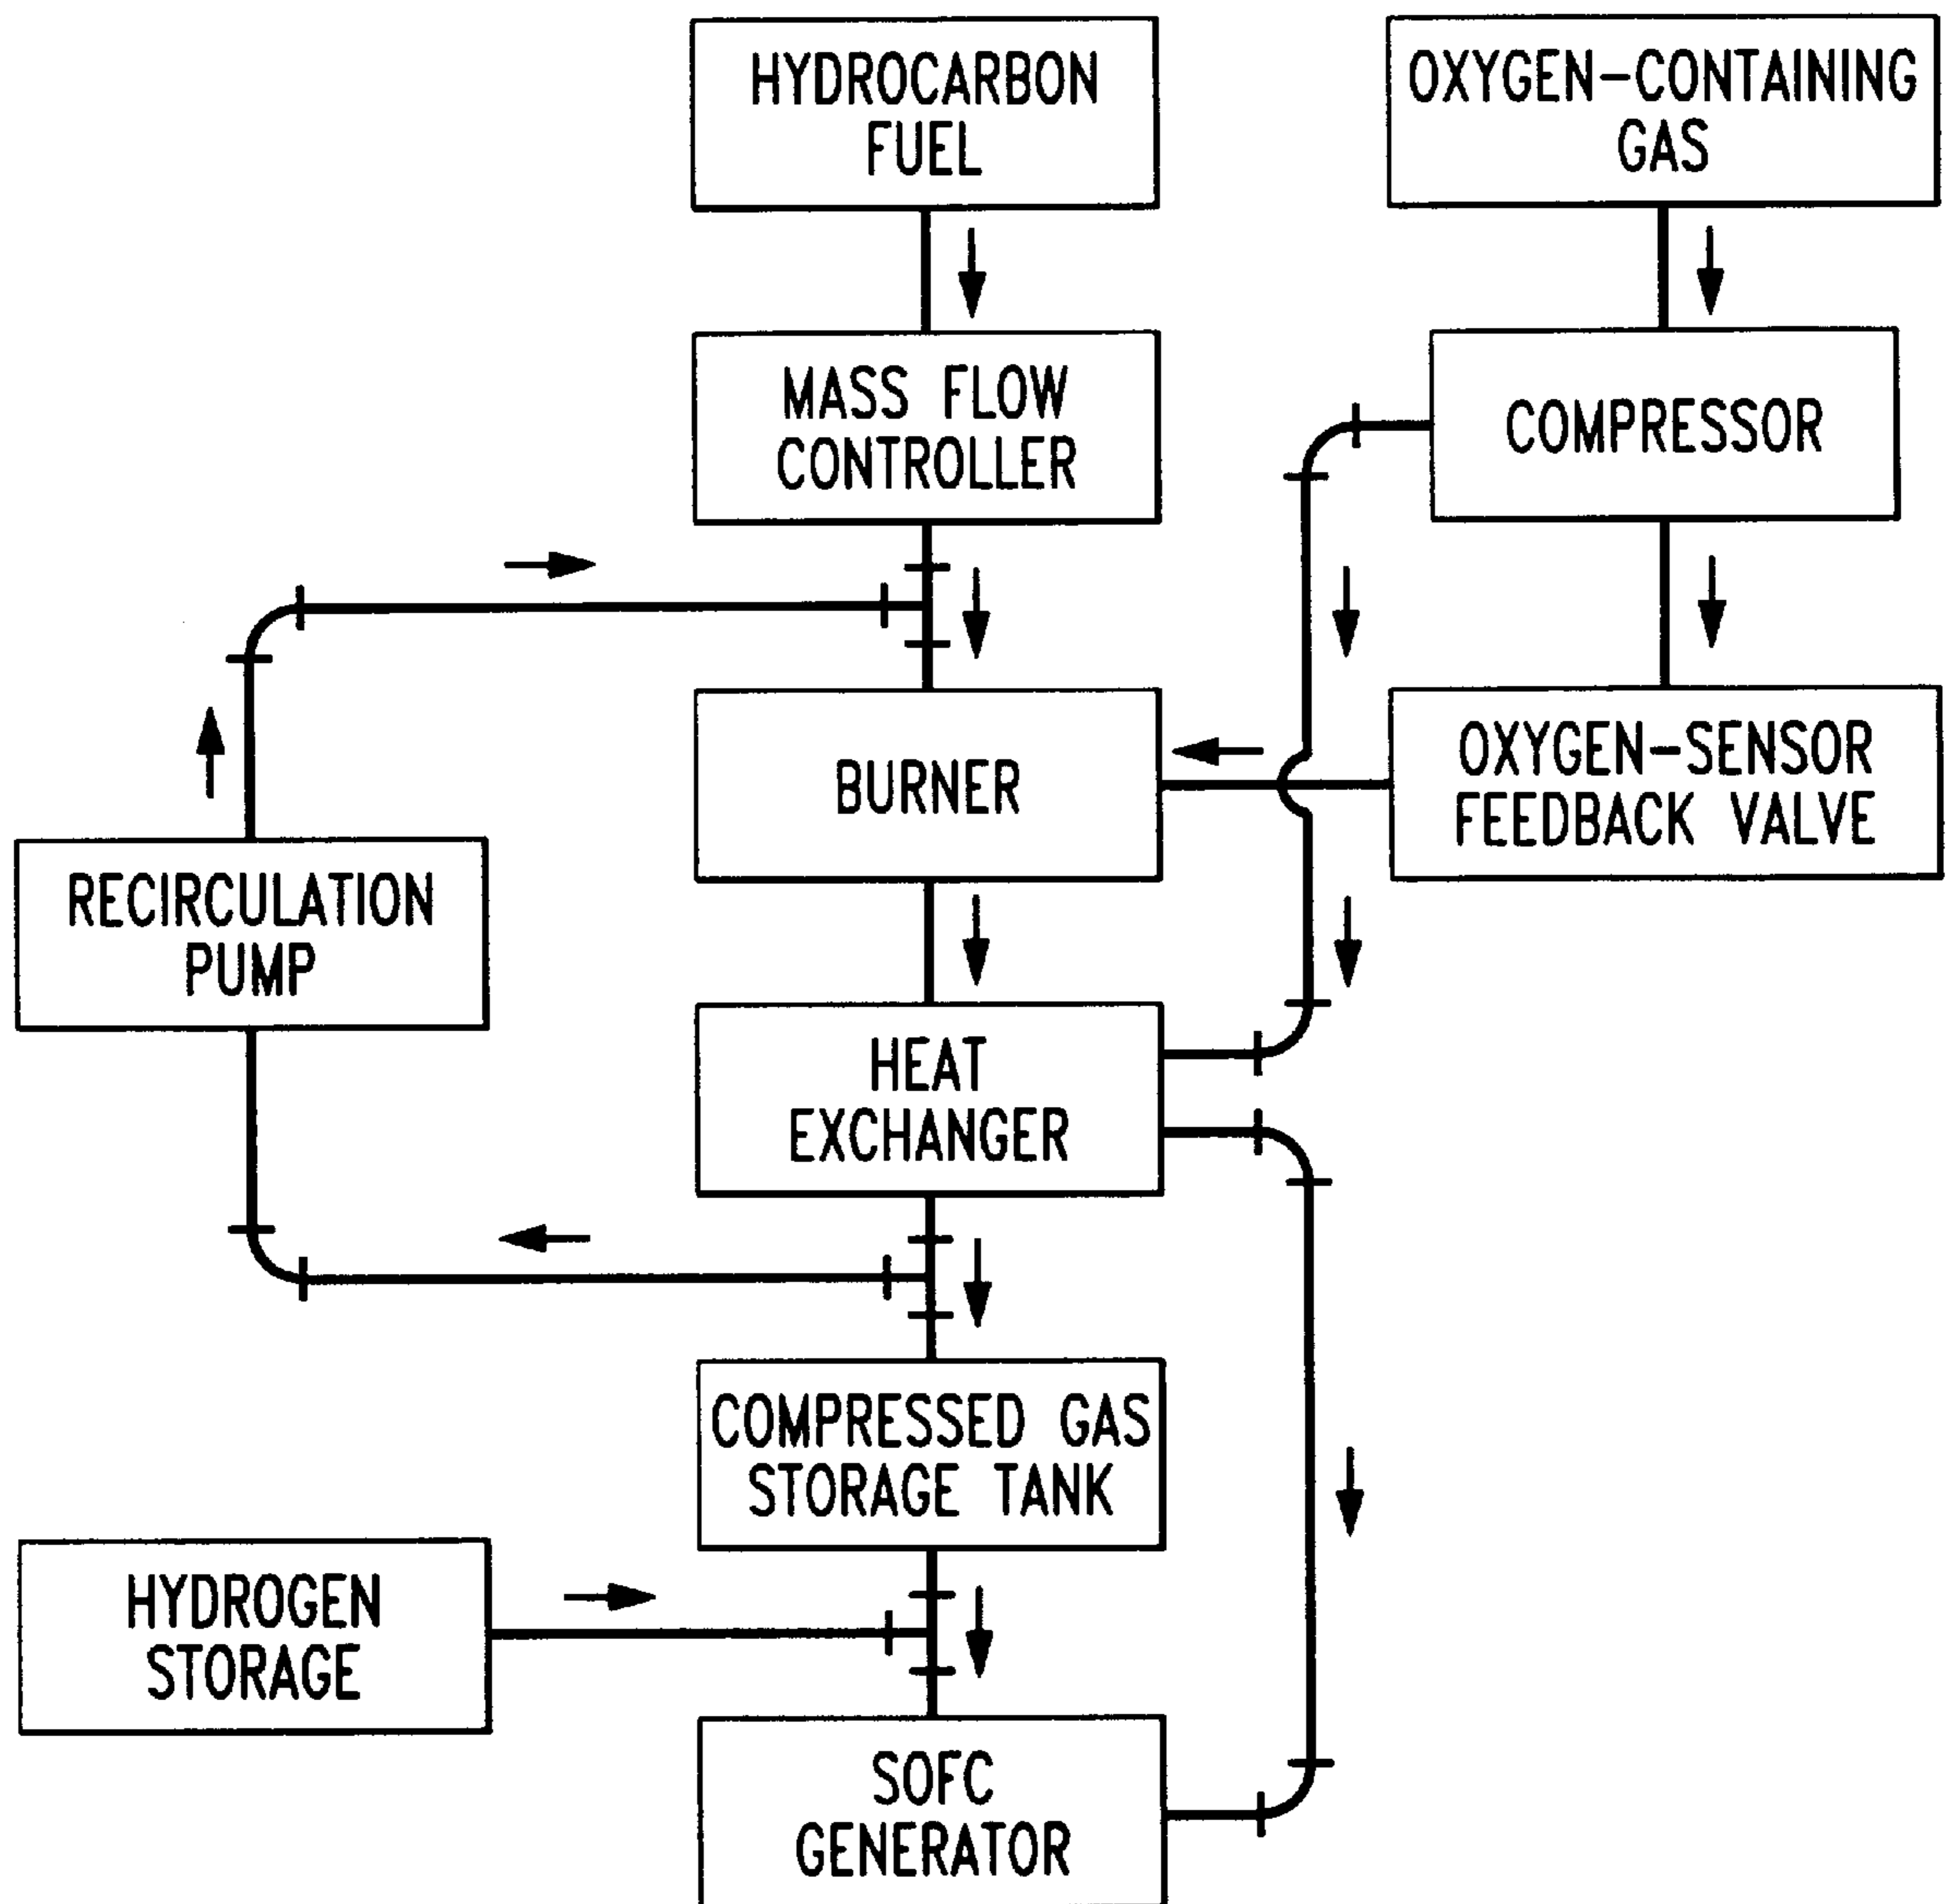 HYDROCARBON
FUEL
OXYGEN-CONTAINING
GAS
MASS FLOW
CONTROLLER
COMPRESSOR
BURNER
OXYGEN-SENSOR
FEEDBACK VALVE
RECIRCULATION
PUMP
HEAT
EXCHANGER
COMPRESSED GAS
STORAGE TANK
HYDROGEN
STORAGE
SOFC
GENERATOR